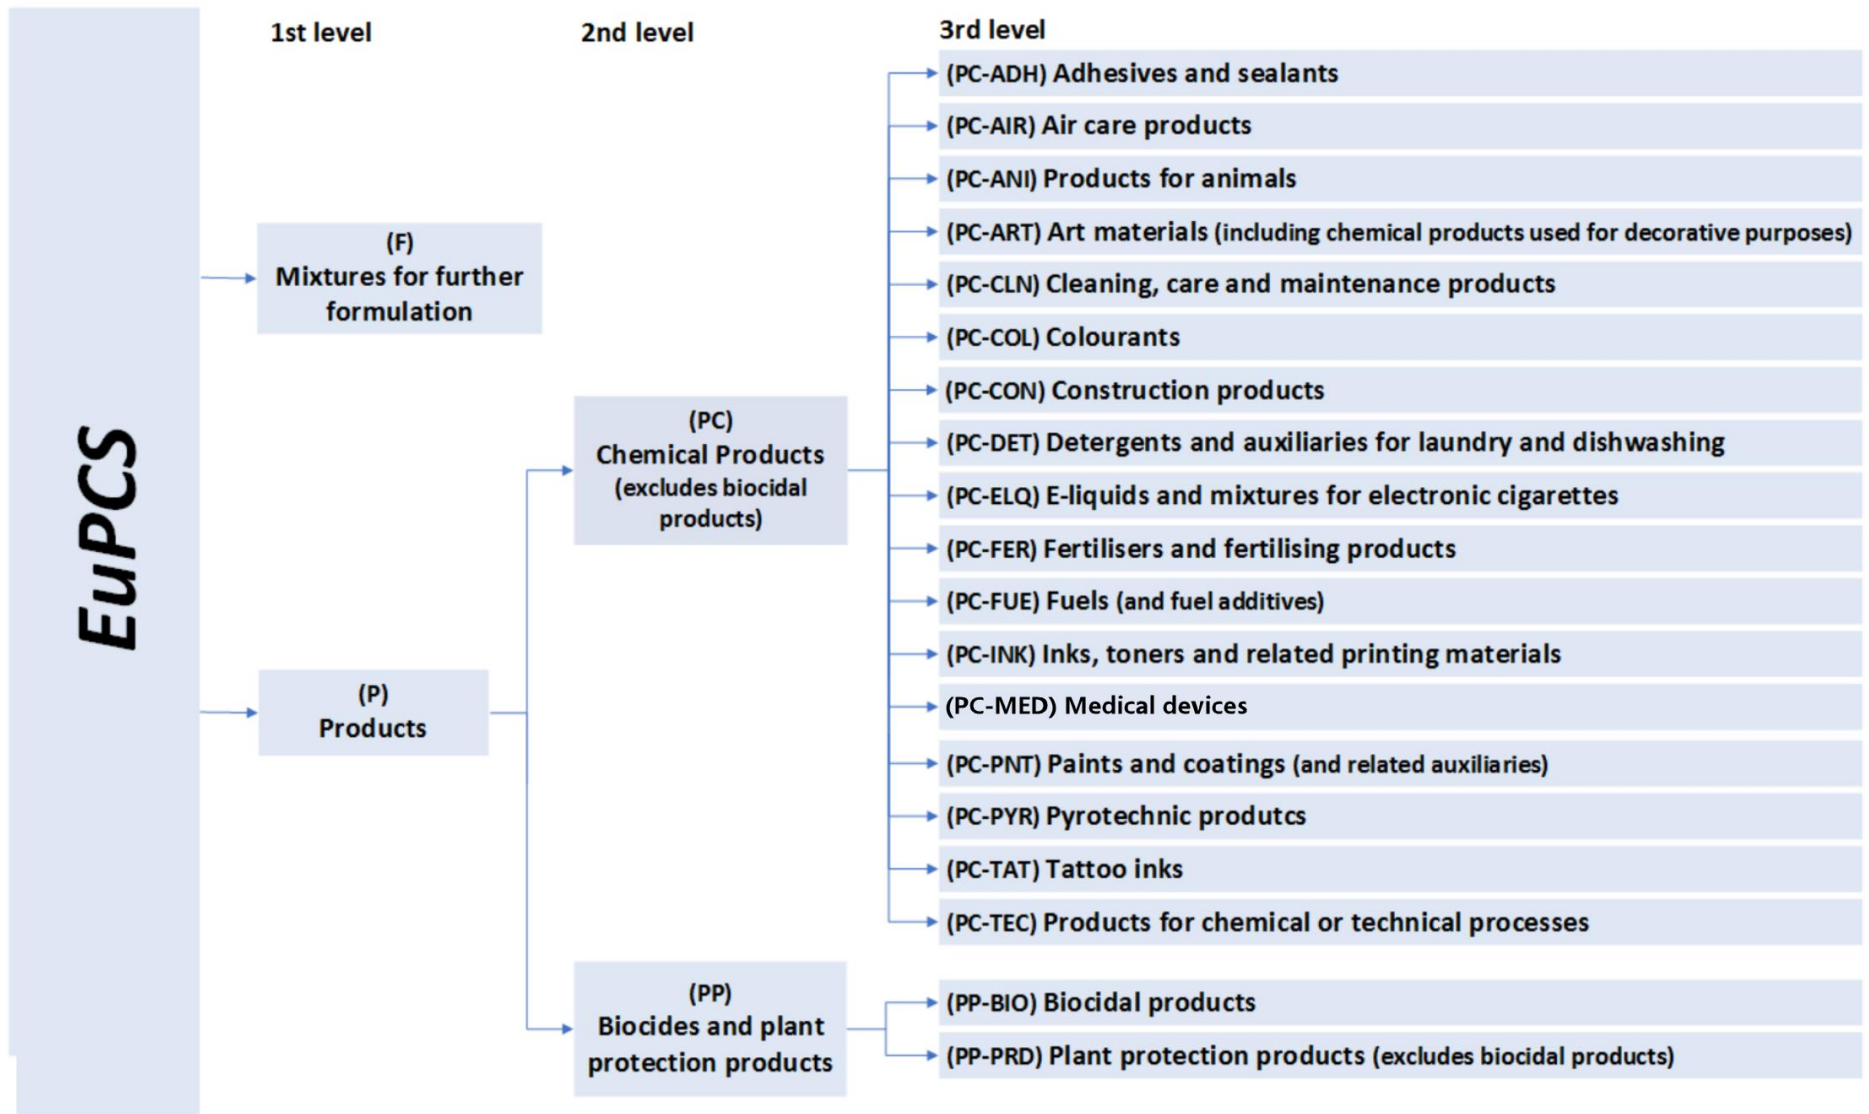 EuPCS
1st level
2nd level
3rd level
(F)
Mixtures for further
formulation
(P)
Products
(PC)
Chemical Products
(excludes biocidal
products)
(PP)
Biocides and plant
protection products
(PC-ADH) Adhesives and sealants
(PC-AIR) Air care products
(PC-ANI) Products for animals
(PC-ART) Art materials (including chemical products used for decorative purposes)
(PC-CLN) Cleaning, care and maintenance products
(PC-COL) Colourants
(PC-CON) Construction products
(PC-DET) Detergents and auxiliaries for laundry and dishwashing
(PC-ELQ) E-liquids and mixtures for electronic cigarettes
(PC-FER) Fertilisers and fertilising products
(PC-FUE) Fuels (and fuel additives)
(PC-INK) Inks, toners and related printing materials
(PC-MED) Medical devices
(PC-PNT) Paints and coatings (and related auxiliaries)
(PC-PYR) Pyrotechnic produtcs
(PC-TAT) Tattoo inks
(PC-TEC) Products for chemical or technical processes
(PP-BIO) Biocidal products
(PP-PRD) Plant protection products (excludes biocidal products)